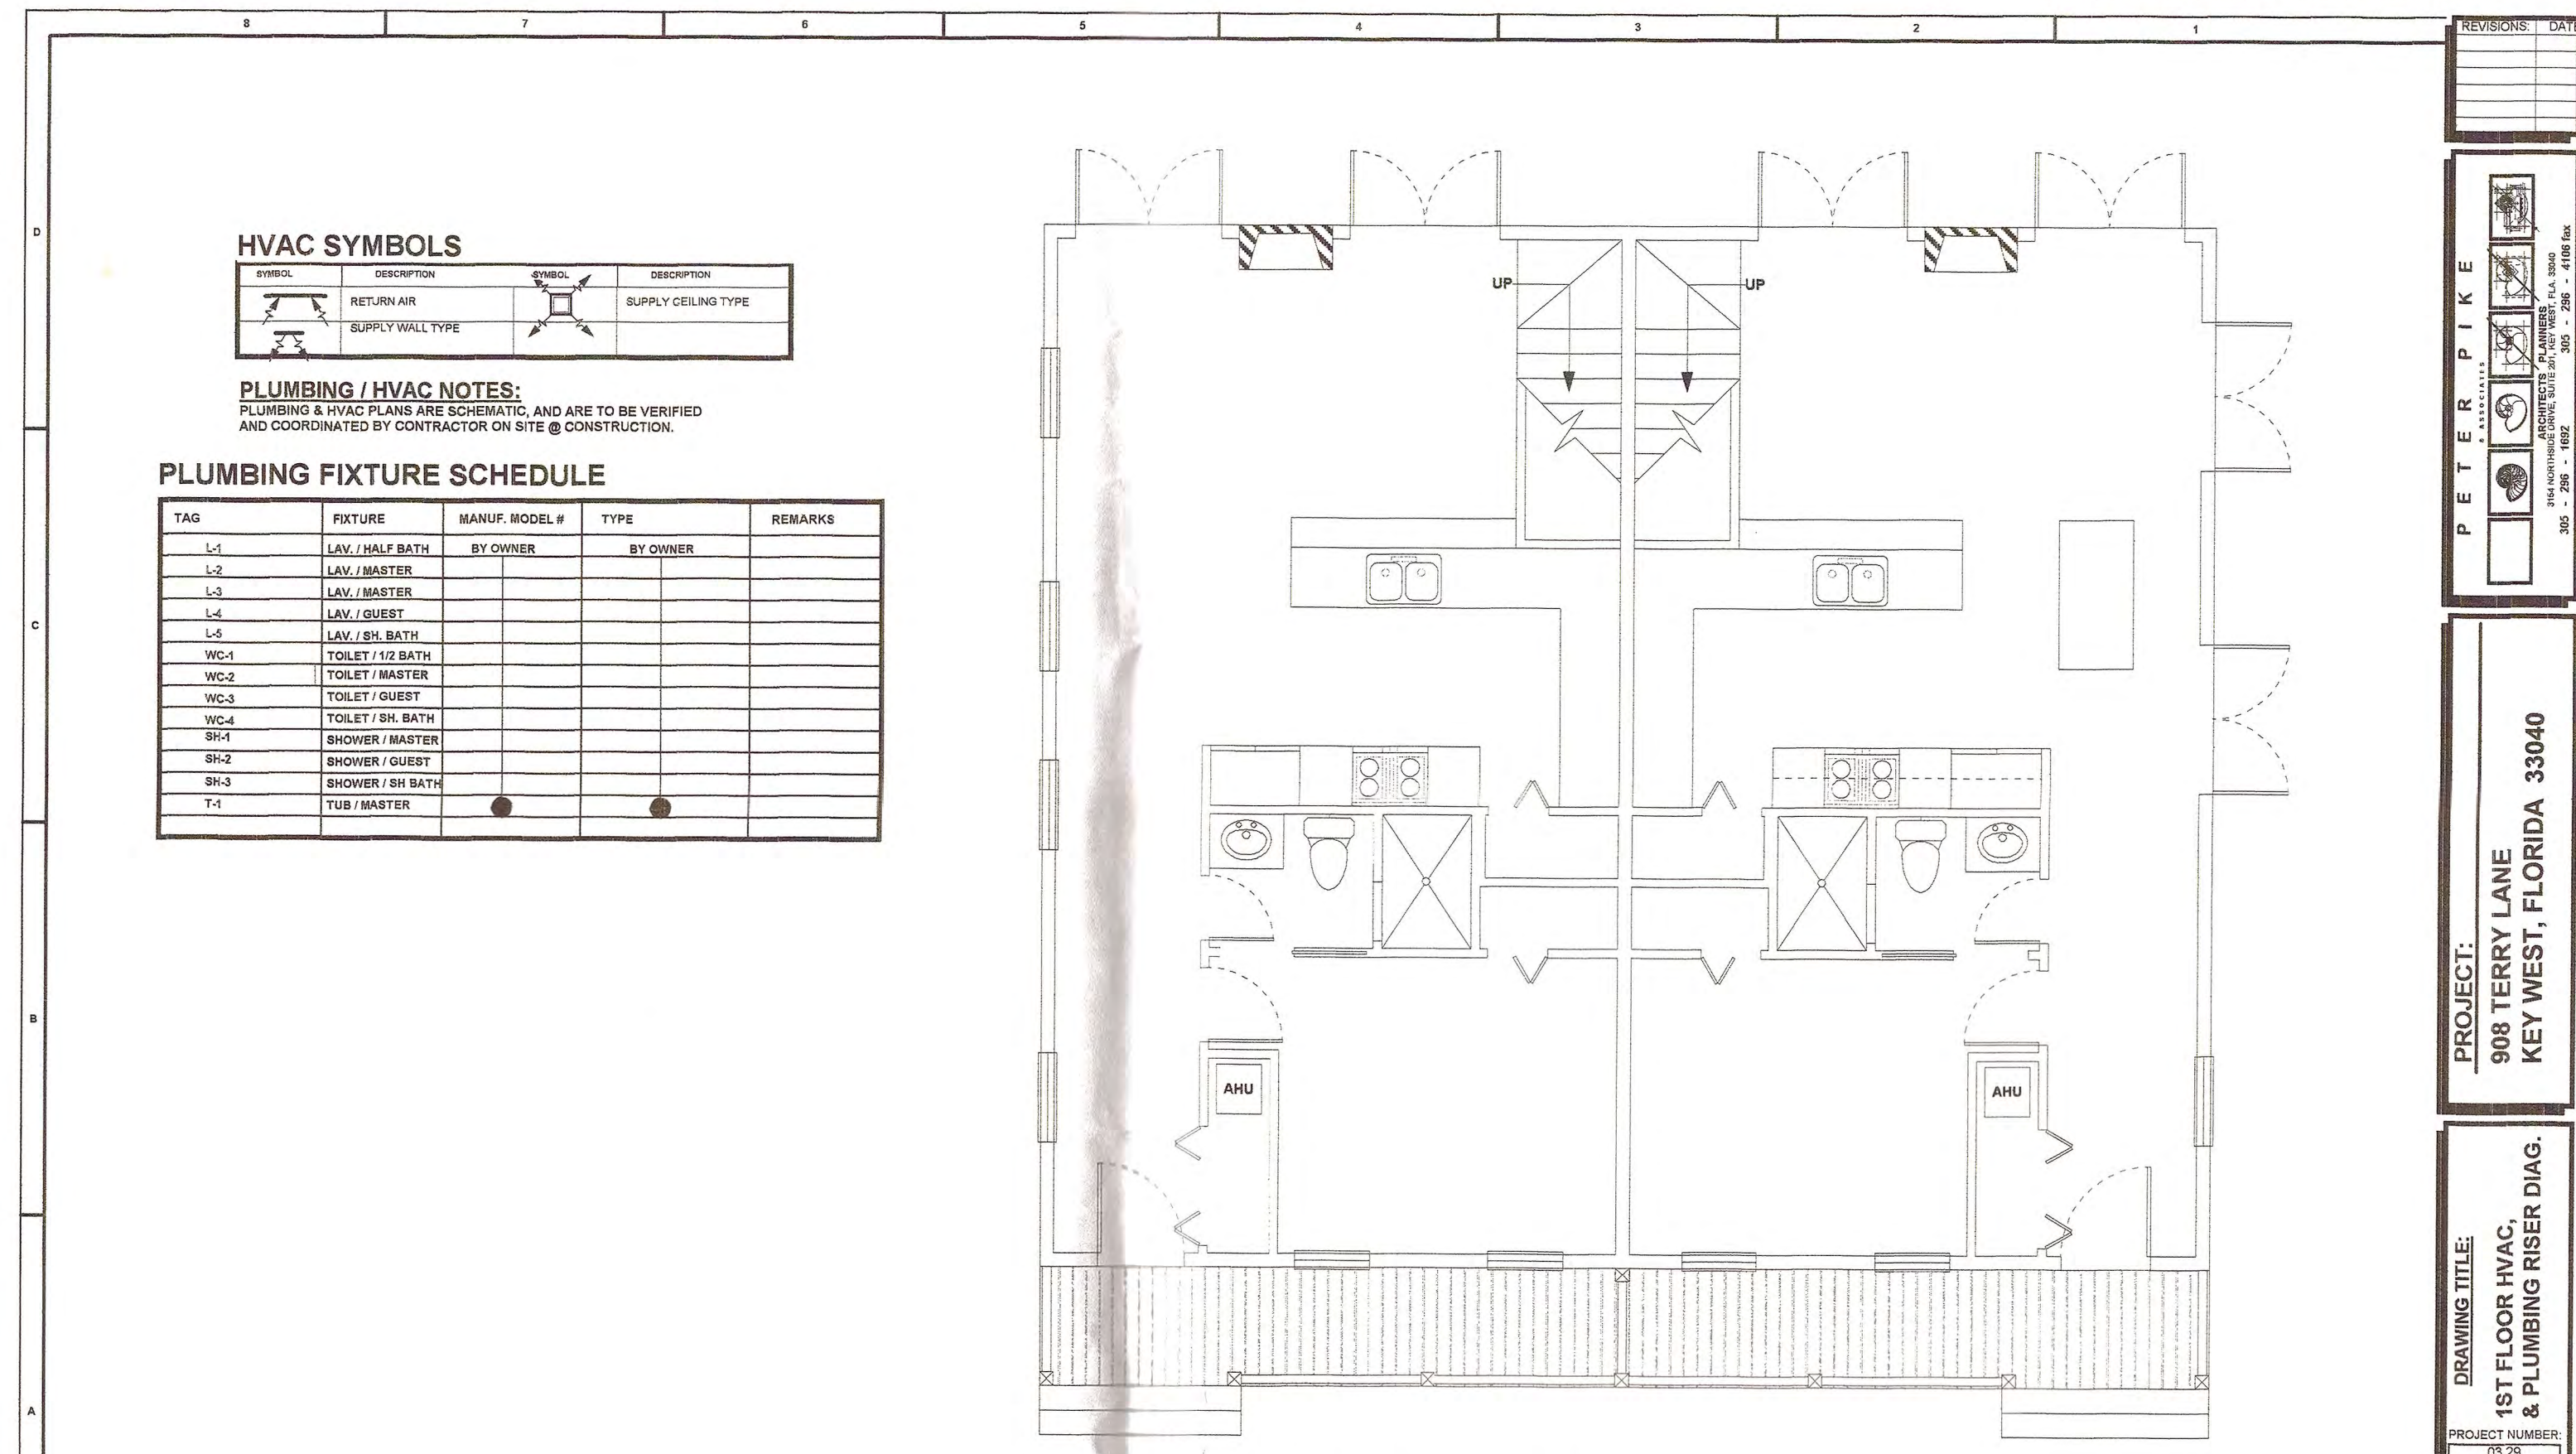 8 7 6 5 4 3 2 1
D
C
B
A
HVAC SYMBOLS
SYMBOL DESCRIPTION SYMBOL DESCRIPTION
RETURN AIR SUPPLY CEILING TYPE
SUPPLY WALL TYPE
PLUMBING / HVAC NOTES:
PLUMBING & HVAC PLANS ARE SCHEMATIC, AND ARE TO BE VERIFIED
AND COORDINATED BY CONTRACTOR ON SITE @ CONSTRUCTION.
PLUMBING FIXTURE SCHEDULE
TAG FIXTURE MANUF. MODEL # TYPE REMARKS
L-1 LAV. / HALF BATH BY OWNER BY OWNER
L-2 LAV. / MASTER
L-3 LAV. / MASTER
L-4 LAV. / GUEST
L-5 LAV. / SH. BATH
WC-1 TOILET / 1/2 BATH
WC-2 TOILET / MASTER
WC-3 TOILET / GUEST
WC-4 TOILET / SH. BATH
SH-1 SHOWER / MASTER
SH-2 SHOWER / GUEST
SH-3 SHOWER / SH BATH
T-1 TUB / MASTER
UP UP
AHU AHU
REVISIONS: DATE
PETER PIKE
& ASSOCIATES
ARCHITECTS PLANNERS
3164 NORTHSIDE DRIVE, SUITE 201, KEY WEST, FLA. 33040
305 - 296 - 1692 305 - 296 - 4106 fax
PROJECT:
908 TERRY LANE
KEY WEST, FLORIDA 33040
DRAWING TITLE:
1ST FLOOR HVAC,
& PLUMBING RISER DIAG.
PROJECT NUMBER:
03.29